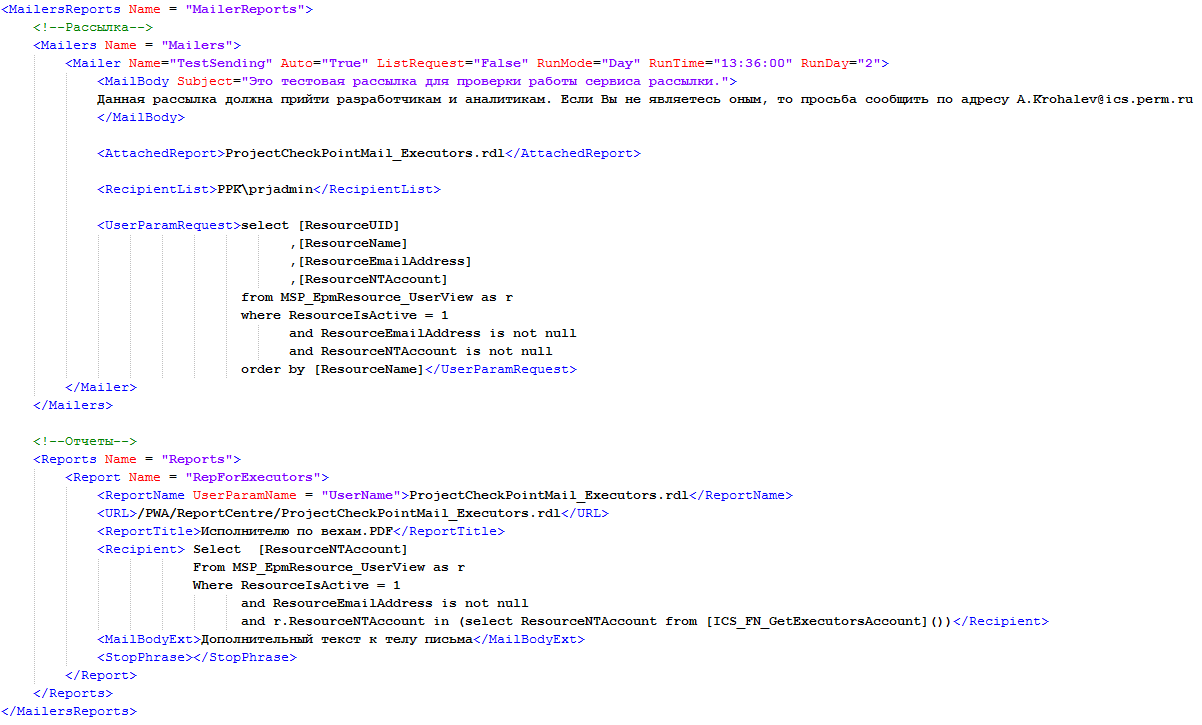 <MailersReports Name = "MailerReports">
<!--Рассылка-->
<Mailers Name = "Mailers">
<Mailer Name="TestSending" Auto="True" ListRequest="False" RunMode="Day" RunTime="13:36:00" RunDay="2">
<MailBody Subject="Это тестовая рассылка для проверки работы сервиса рассылки.">
Данная рассылка должна прийти разработчикам и аналитикам. Если Вы не являетесь оным, то просьба сообщить по адресу A.Krohalev@ics.perm.ru
</MailBody>
<AttachedReport>ProjectCheckPointMail_Executors.rdl</AttachedReport>
<RecipientList>PPK\prjadmin</RecipientList>
<UserParamRequest>select [ResourceUID]
,[ResourceName]
,[ResourceEmailAddress]
,[ResourceNTAccount]
from MSP_EpmResource_UserView as r
where ResourceIsActive = 1
and ResourceEmailAddress is not null
and ResourceNTAccount is not null
order by [ResourceName]</UserParamRequest>
</Mailer>
</Mailers>
<!--Отчеты-->
<Reports Name = "Reports">
<Report Name = "RepForExecutors">
<ReportName UserParamName = "UserName">ProjectCheckPointMail_Executors.rdl</ReportName>
<URL>/PWA/ReportCentre/ProjectCheckPointMail_Executors.rdl</URL>
<ReportTitle>Исполнителю по вехам.PDF</ReportTitle>
<Recipient> Select  [ResourceNTAccount]
From MSP_EpmResource_UserView as r
Where ResourceIsActive = 1
and ResourceEmailAddress is not null
and r.ResourceNTAccount in (select ResourceNTAccount from [ICS_FN_GetExecutorsAccount]())</Recipient>
<MailBodyExt>Дополнительный текст к телу письма</MailBodyExt>
<StopPhrase></StopPhrase>
</Report>
</Reports>
</MailersReports>